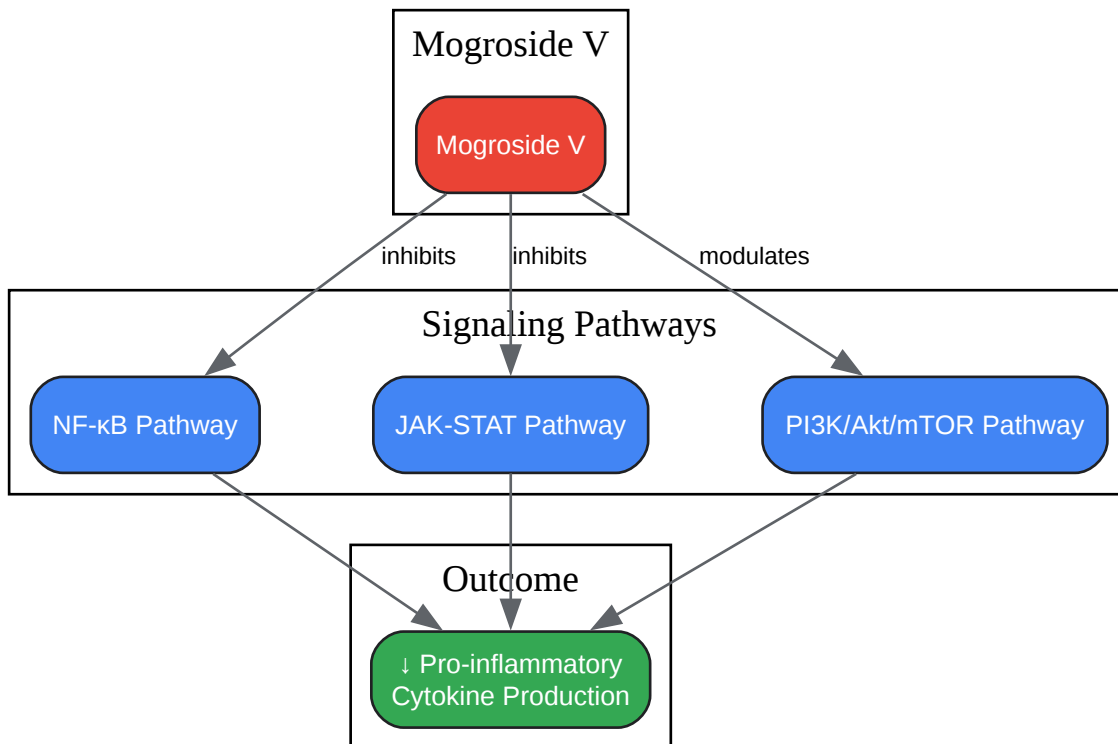 Mogroside V
Mogroside V
inhibits
inhibits
modulates
Signaling Pathways
NF-κB Pathway
JAK-STAT Pathway
PI3K/Akt/mTOR Pathway
Outcome
↓ Pro-inflammatory
Cytokine Production